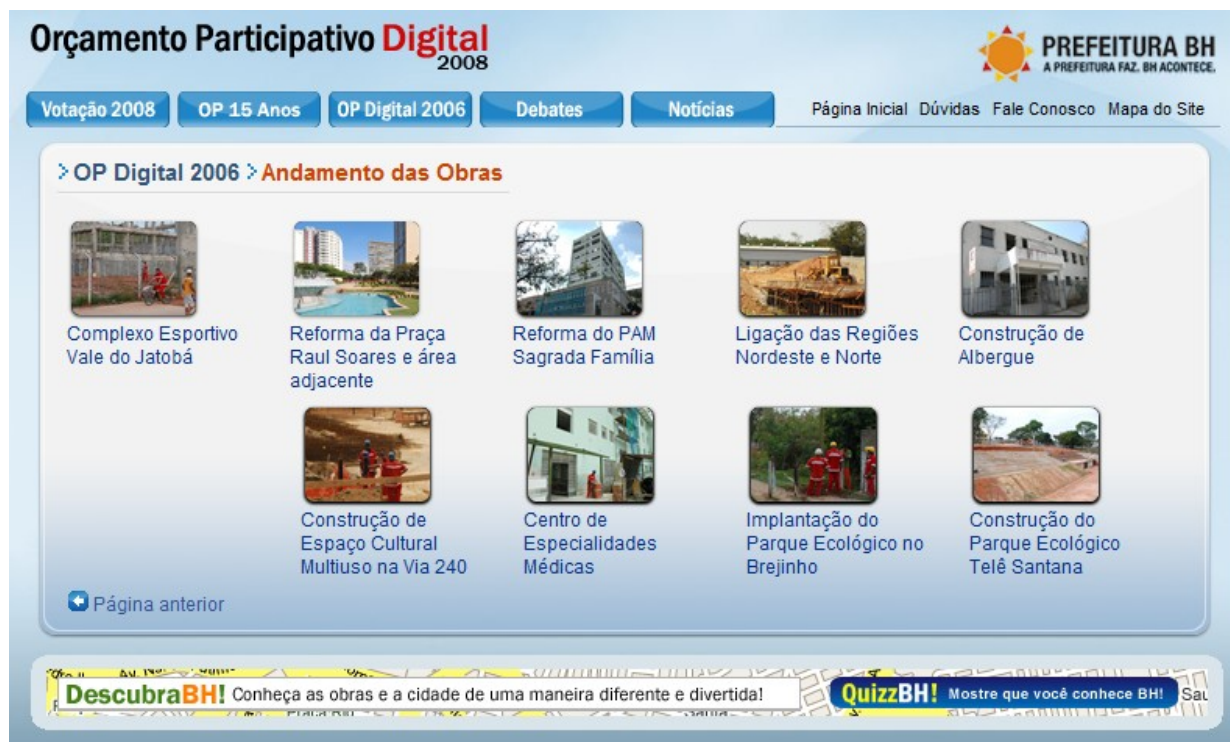 Orçamento Participativo Digital
2008
PREFEITURA BH
A PREFEITURA FAZ. BH ACONTECE.
Votação 2008 OP 15 Anos OP Digital 2006 Debates Notícias Página Inicial Dúvidas Fale Conosco Mapa do Site
OP Digital 2006 Andamento das Obras
Complexo Esportivo
Vale do Jatobá
Reforma da Praça
Raul Soares e área
adjacente
Reforma do PAM
Sagrada Família
Ligação das Regiões
Nordeste e Norte
Construção de
Albergue
Construção de
Espaço Cultural
Multiuso na Via 240
Centro de
Especialidades
Médicas
Implantação do
Parque Ecológico no
Brejinho
Construção do
Parque Ecológico
Telê Santana
Página anterior
DescubraBH! Conheça as obras e a cidade de uma maneira diferente e divertida!
QuizzBH! Mostre que você conhece BH!